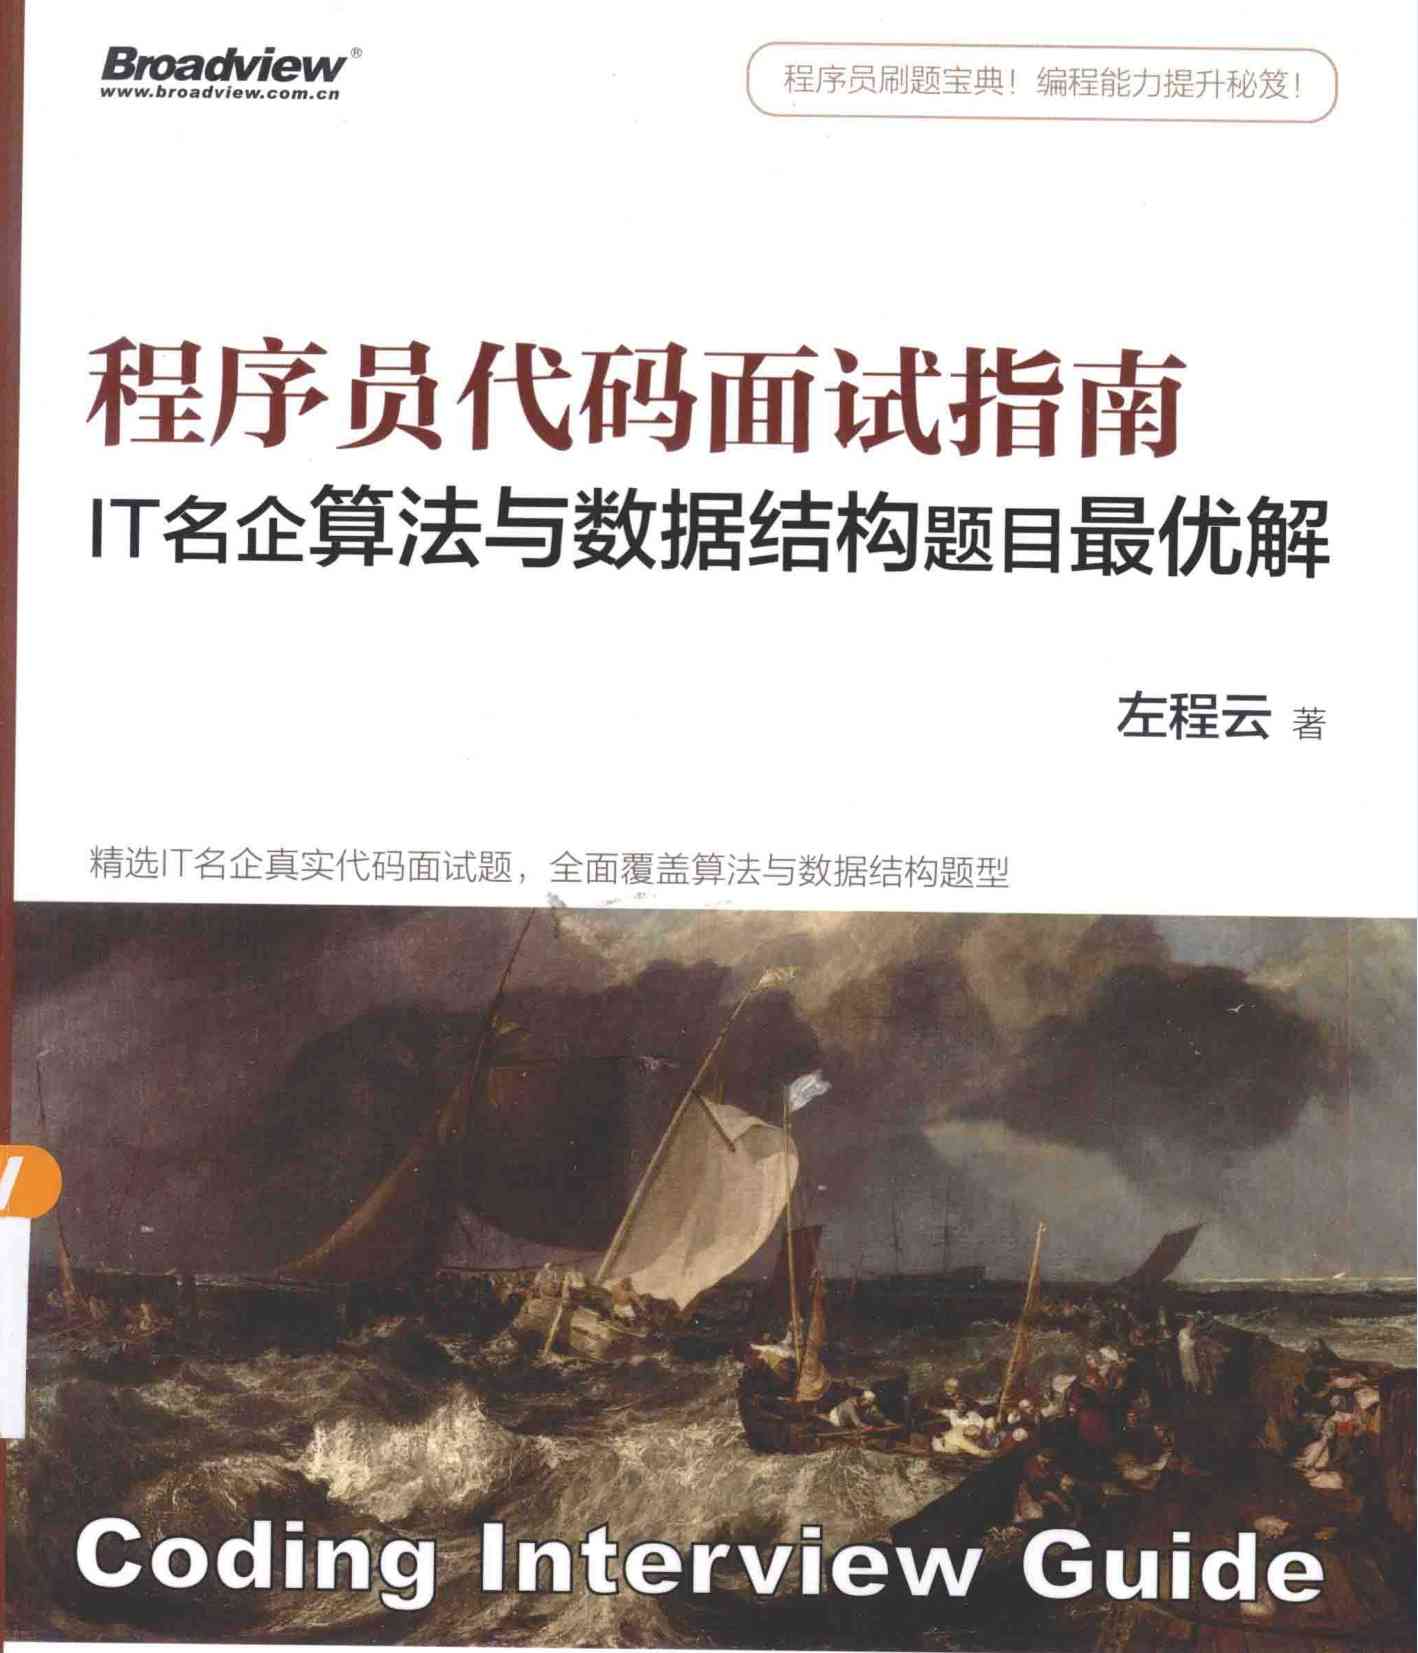 Broadview®
www.broadview.com.cn
程序员刷题宝典！编程能力提升秘笈！
程序员代码面试指南
IT名企算法与数据结构题目最优解
左程云 著
精选IT名企真实代码面试题，全面覆盖算法与数据结构题型
Coding Interview Guide